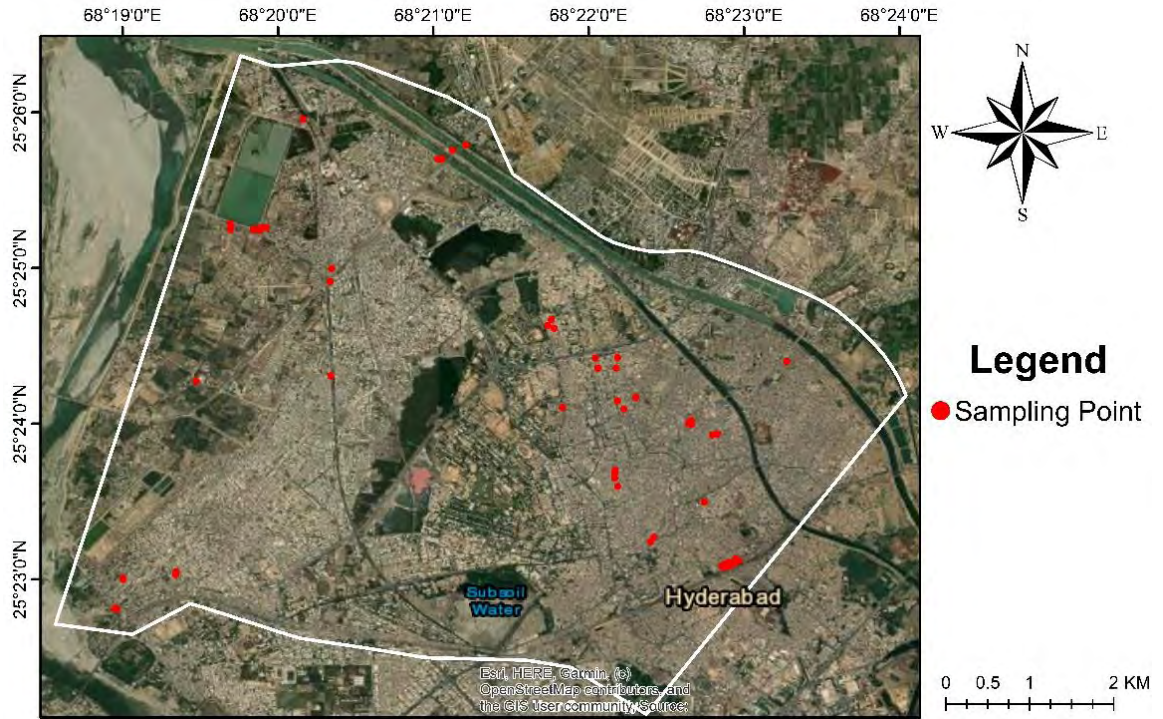 68°19'0"E 68°20'0"E 68°21'0"E 68°22'0"E 68°23'0"E 68°24'0"E
25°26'0"N
25°25'0"N
25°24'0"N
25°23'0"N
N
W E
S
Legend
Sampling Point
Subsoil
Water
Hyderabad
Esri, HERE, Garmin, (c)
OpenStreetMap contributors, and
the GIS User community, Source:
0 0.5 1 2 KM